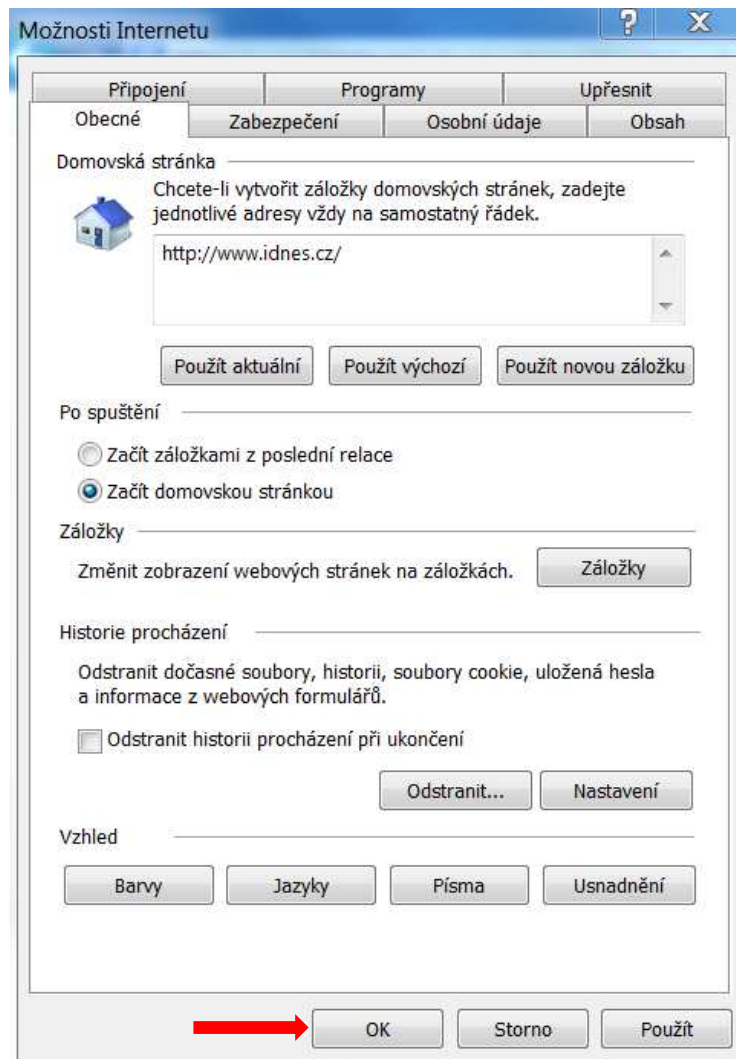 Možnosti Internetu
Připojení Programy Upřesnit
Obecné Zabezpečení Osobní údaje Obsah
Domovská stránka
Chcete-li vytvořit záložky domovských stránek, zadejte
jednotlivé adresy vždy na samostatný řádek.
http://www.idnes.cz/
Použít aktuální Použít výchozí Použít novou záložku
Po spuštění
Začít záložkami z poslední relace
Začít domovskou stránkou
Záložky
Změnit zobrazení webových stránek na záložkách. Záložky
Historie procházení
Odstranit dočasné soubory, historii, soubory cookie, uložená hesla
a informace z webových formulářů.
Odstranit historii procházení při ukončení
Odstranit... Nastavení
Vzhled
Barvy Jazyky Písma Usnadnění
OK Storno Použít